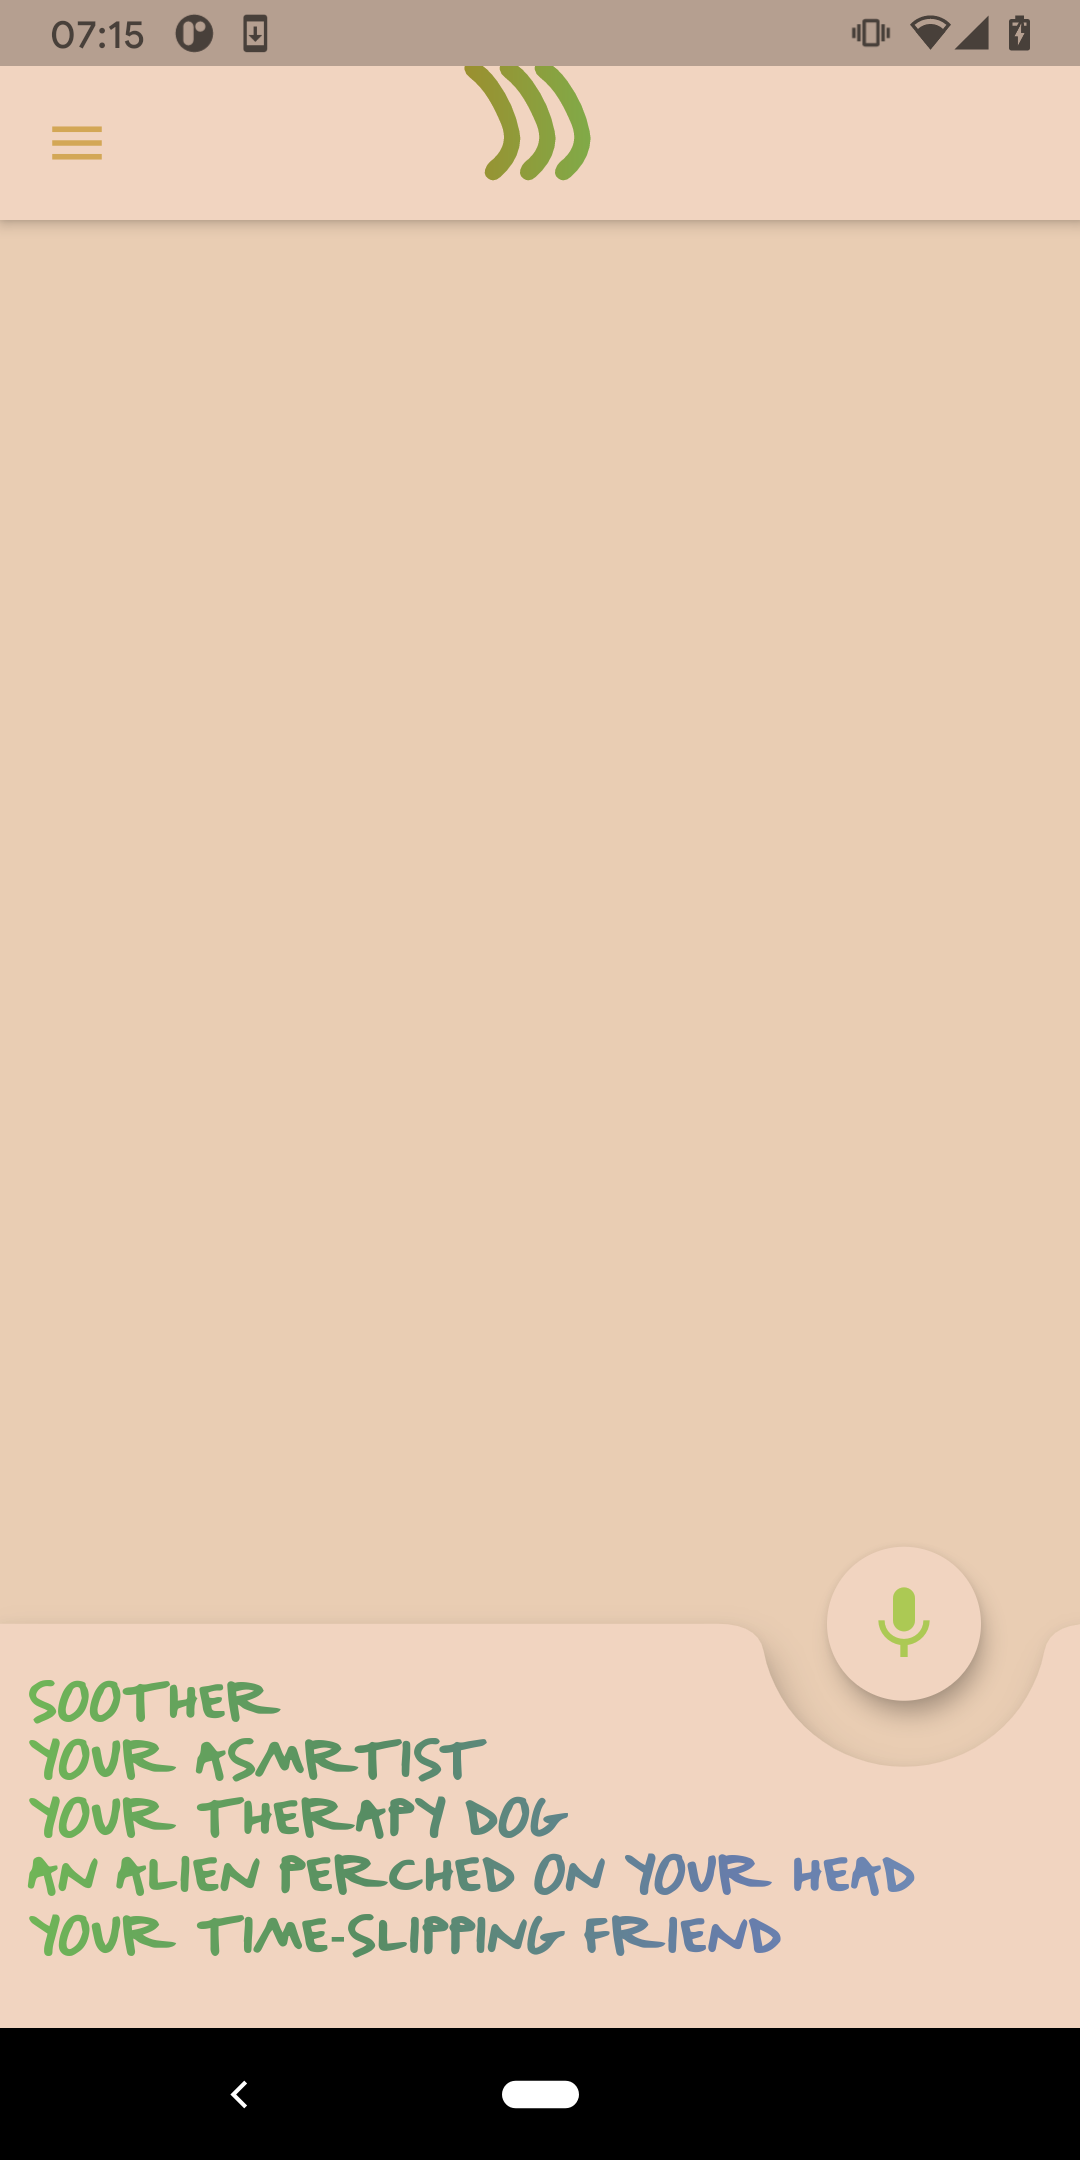 07:15
SOOTHER
YOUR ASMRTIST
YOUR THERAPY DOG
AN ALIEN PERCHED ON YOUR HEAD
YOUR TIME-SLIPPING FRIEND